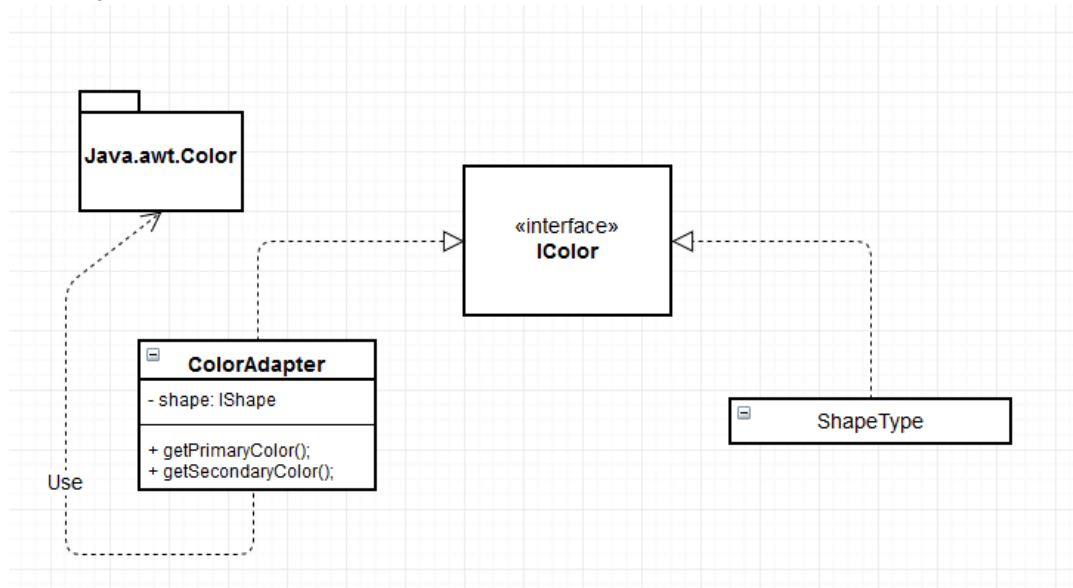 Java.awt.Color
«interface»
IColor
ColorAdapter
- shape: IShape
+ getPrimaryColor();
+ getSecondaryColor();
Use
ShapeType